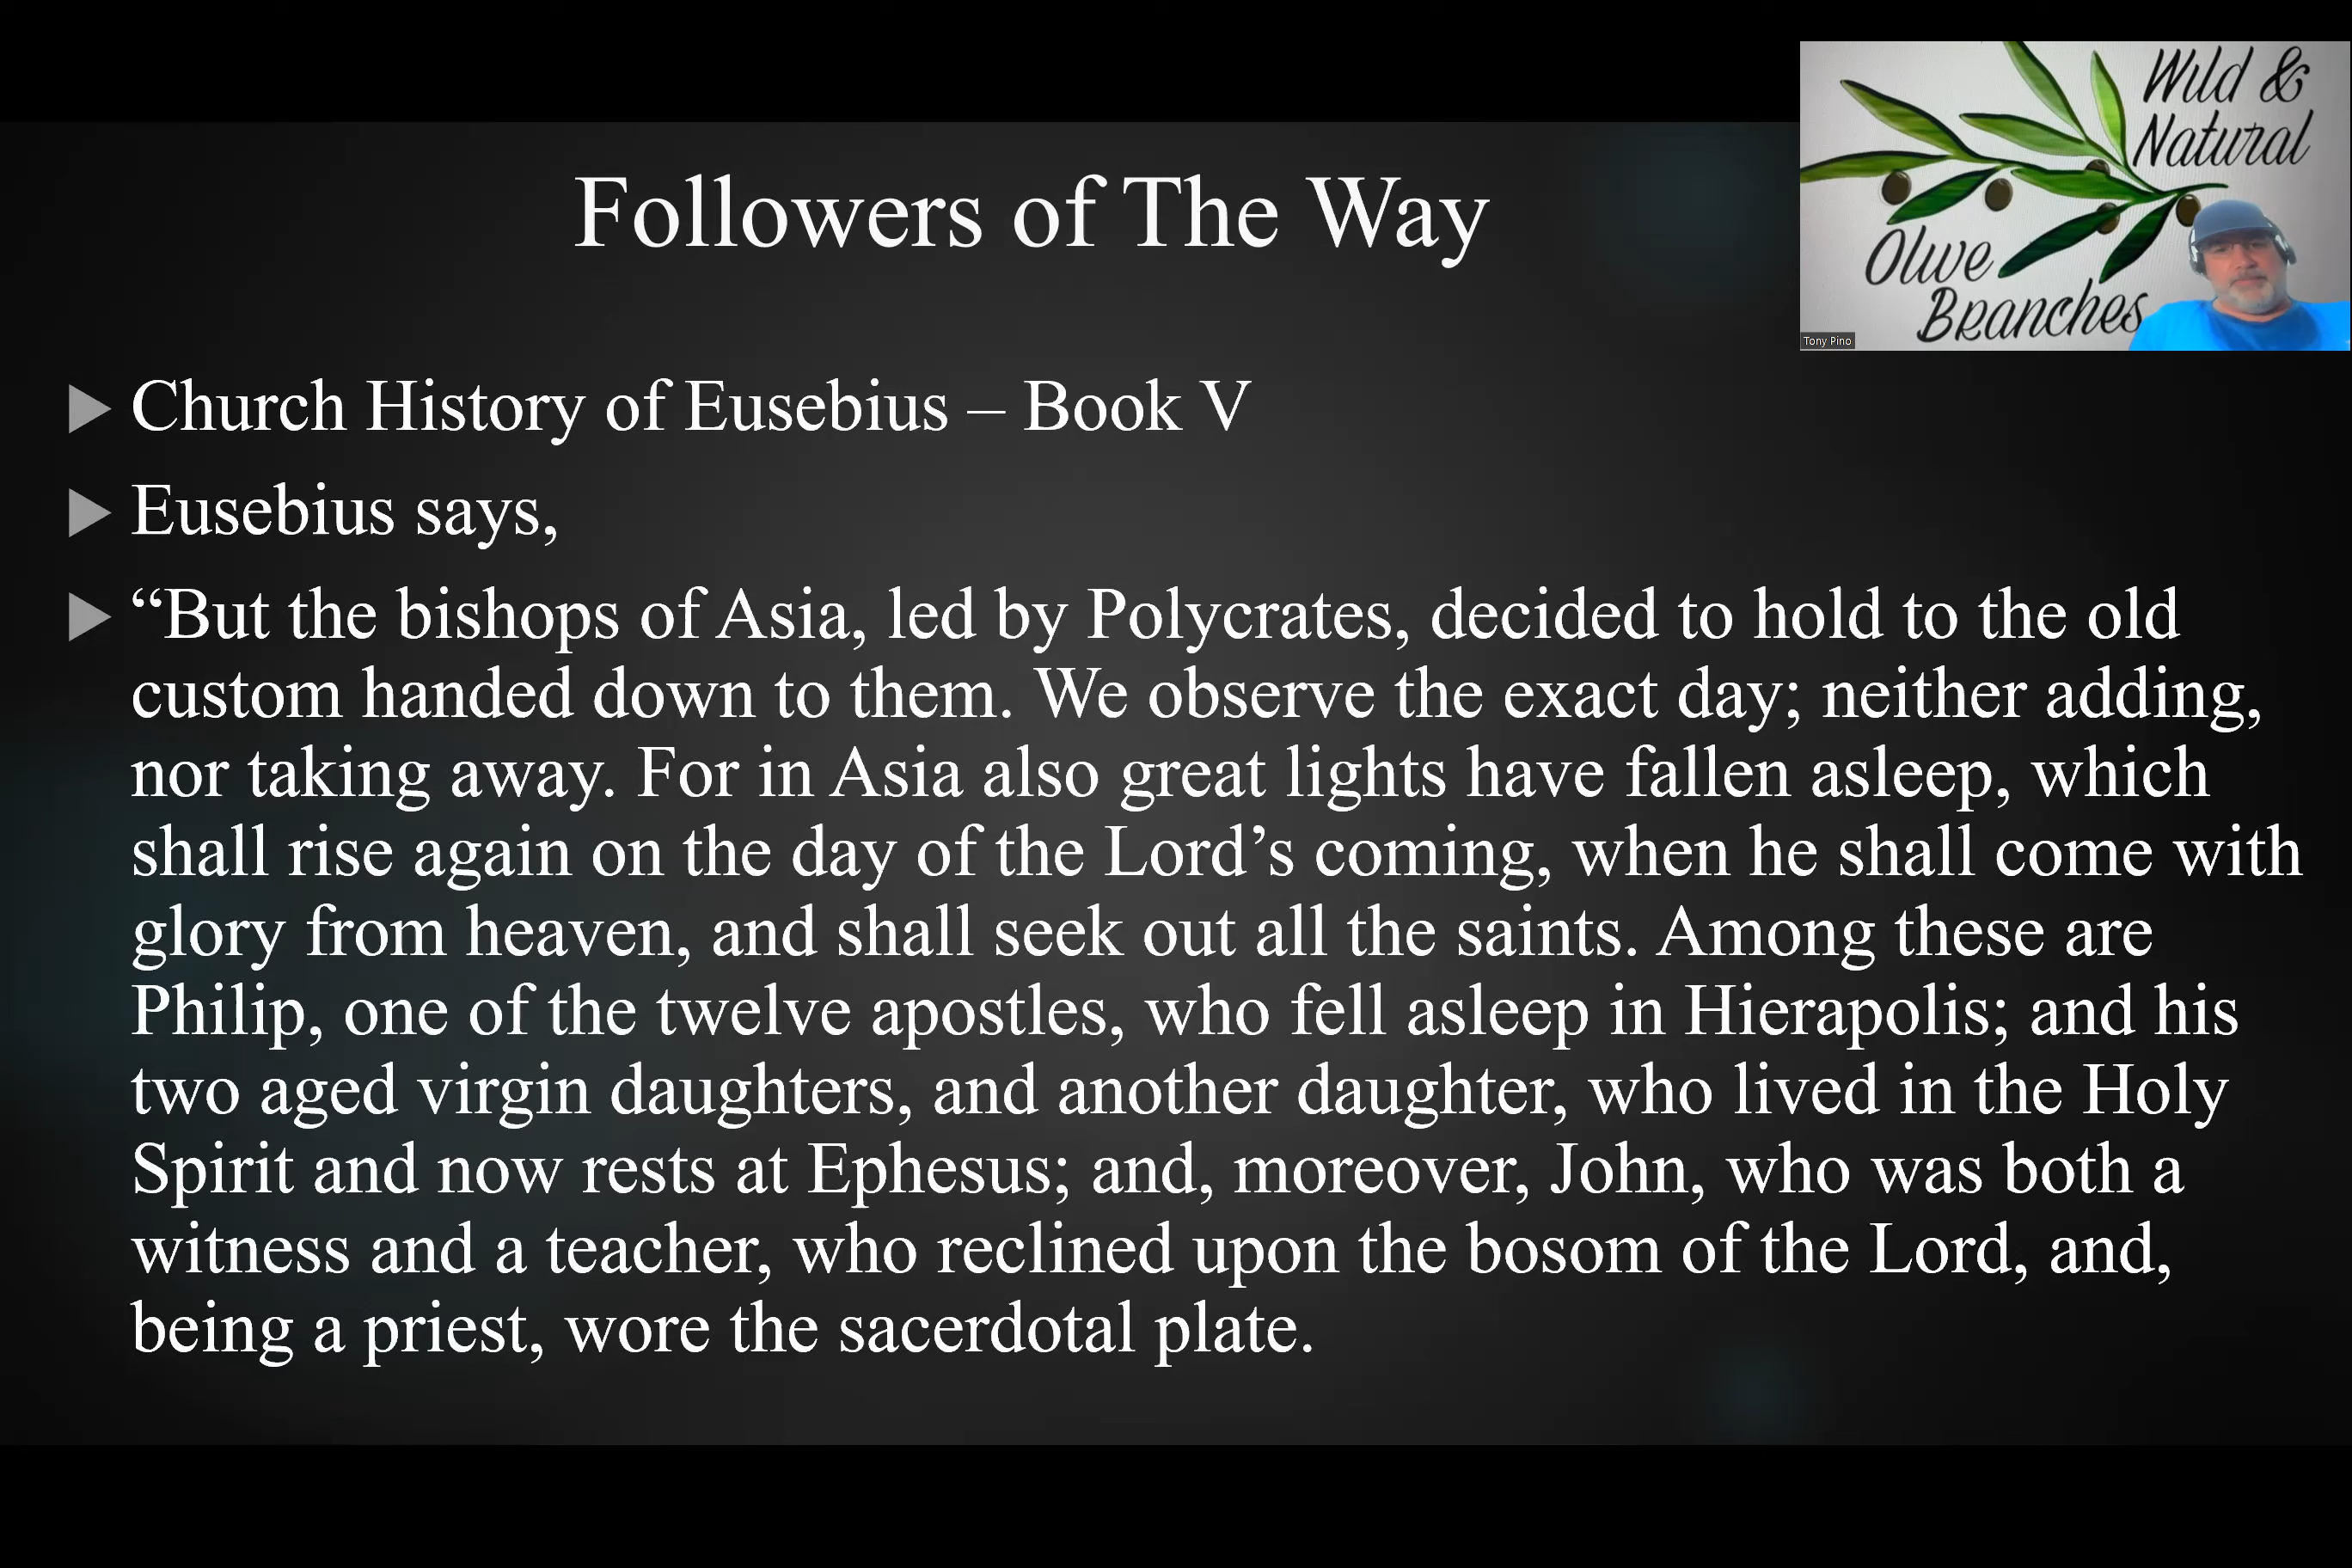 Wild &
Natural
Olive
Branches
Tony Pino
Followers of The Way
Church History of Eusebius – Book V
Eusebius says,
“But the bishops of Asia, led by Polycrates, decided to hold to the old
custom handed down to them. We observe the exact day; neither adding,
nor taking away. For in Asia also great lights have fallen asleep, which
shall rise again on the day of the Lord’s coming, when he shall come with
glory from heaven, and shall seek out all the saints. Among these are
Philip, one of the twelve apostles, who fell asleep in Hierapolis; and his
two aged virgin daughters, and another daughter, who lived in the Holy
Spirit and now rests at Ephesus; and, moreover, John, who was both a
witness and a teacher, who reclined upon the bosom of the Lord, and,
being a priest, wore the sacerdotal plate.